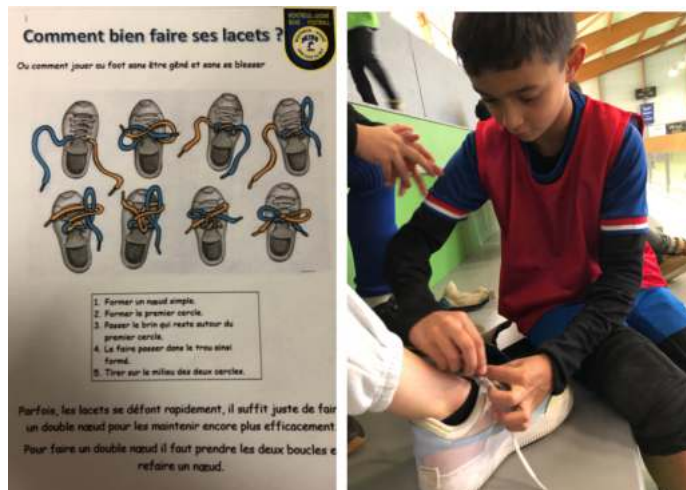 Comment bien faire ses lacets ?
Ou comment jouer au foot sans être gêné et sans se blesser
1. Former un nœud simple.
2. Former le premier cercle.
3. Passer le brin qui reste autour du
premier cercle.
4. Le faire passer dans le trou ainsi
formé.
5. Tirer sur le milieu des deux cercles.
Parfois, les lacets se défont rapidement, il suffit juste de fair
un double nœud pour les maintenir encore plus efficacement
Pour faire un double nœud il faut prendre les deux boucles e
refaire un nœud.